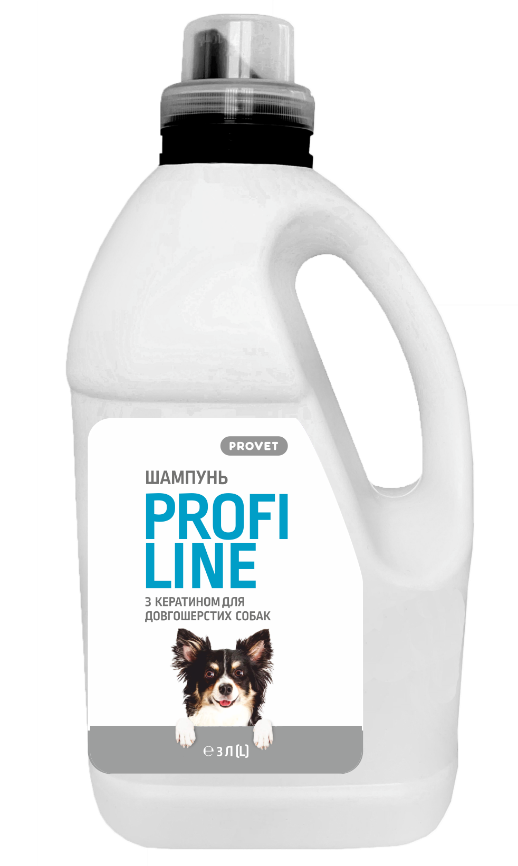 PROVET
ШАМПУНЬ
PROFI
LINE
З КЕРАТИНОМ ДЛЯ
ДОВГОШЕРСТИХ СОБАК
℮ 3 Л (L)